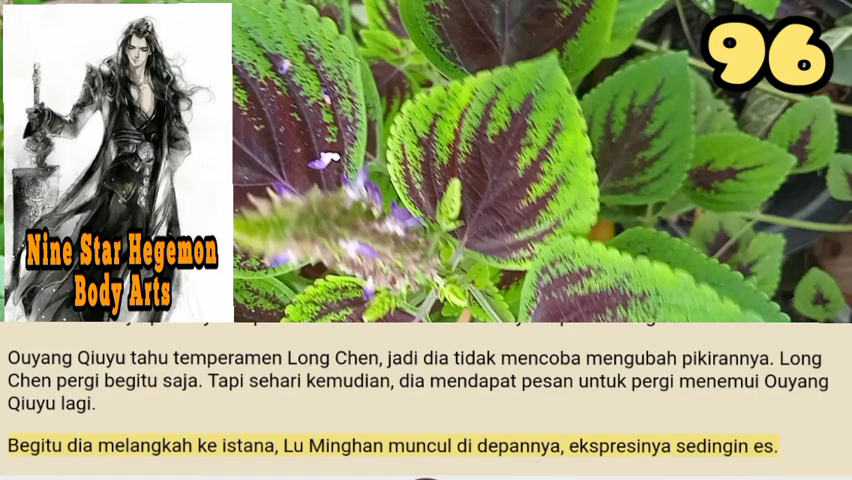 96
Nine Star Hegemon
Body Arts
Ouyang Qiuyu tahu temperamen Long Chen, jadi dia tidak mencoba mengubah pikirannya. Long
Chen pergi begitu saja. Tapi sehari kemudian, dia mendapat pesan untuk pergi menemui Ouyang
Qiuyu lagi.
Begitu dia melangkah ke istana, Lu Minghan muncul di depannya, ekspresinya sedingin es.